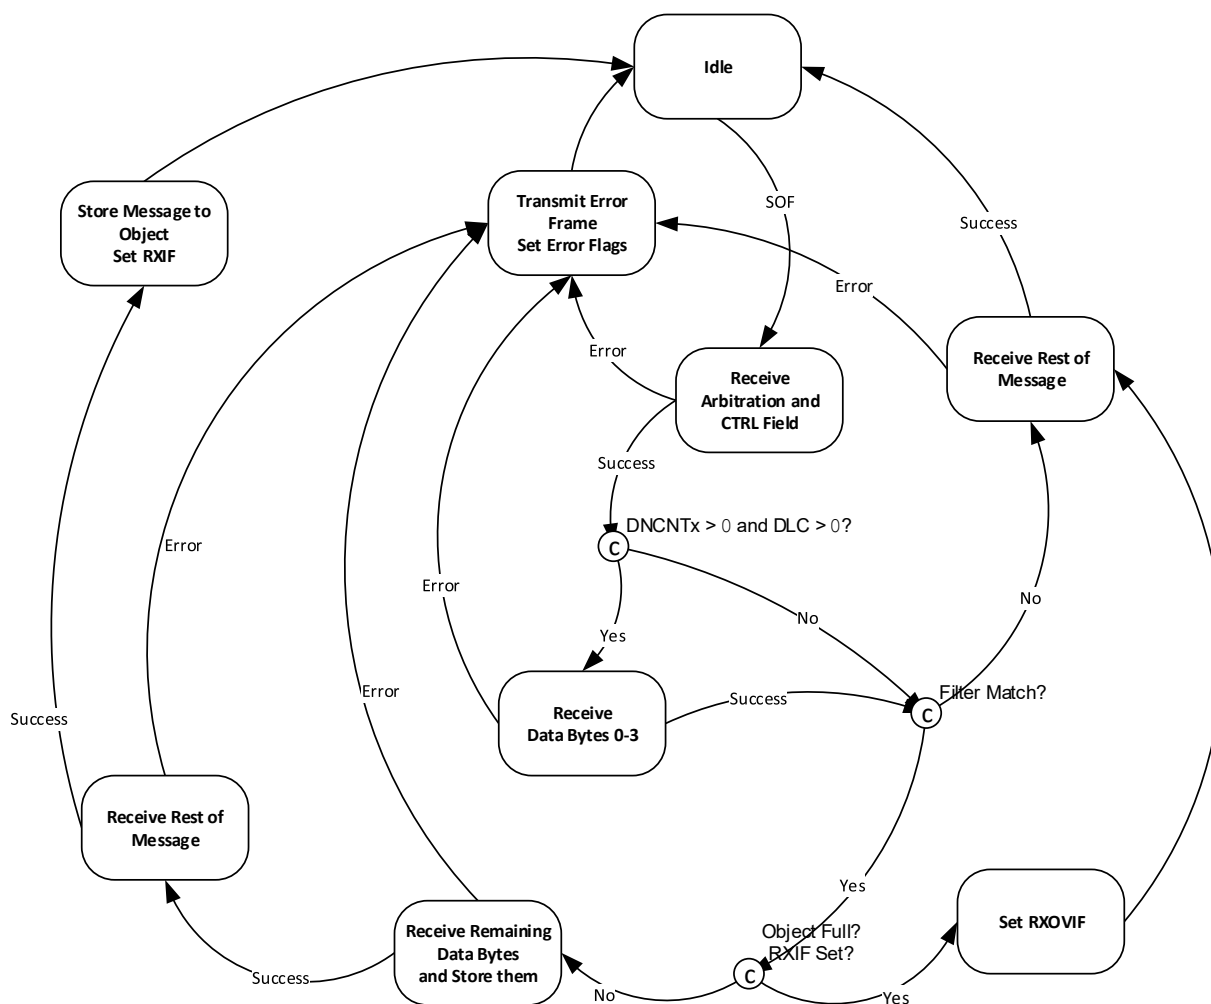 Idle
Transmit Error
Frame
Set Error Flags
SOF
Store Message to
Object
Set RXIF
Success
Error
Error
Receive Rest of
Message
Receive
Arbitration and
CTRL Field
Success
DNCNTx > 0 and DLC > 0?
C
Error
Error
No
No
Yes
Success
Filter Match?
C
Error
Success
Receive
Data Bytes 0-3
Receive Rest of
Message
Yes
Set RXOVIF
Receive Remaining
Data Bytes
and Store them
Object Full?
RXIF Set?
C
Success
No
Yes